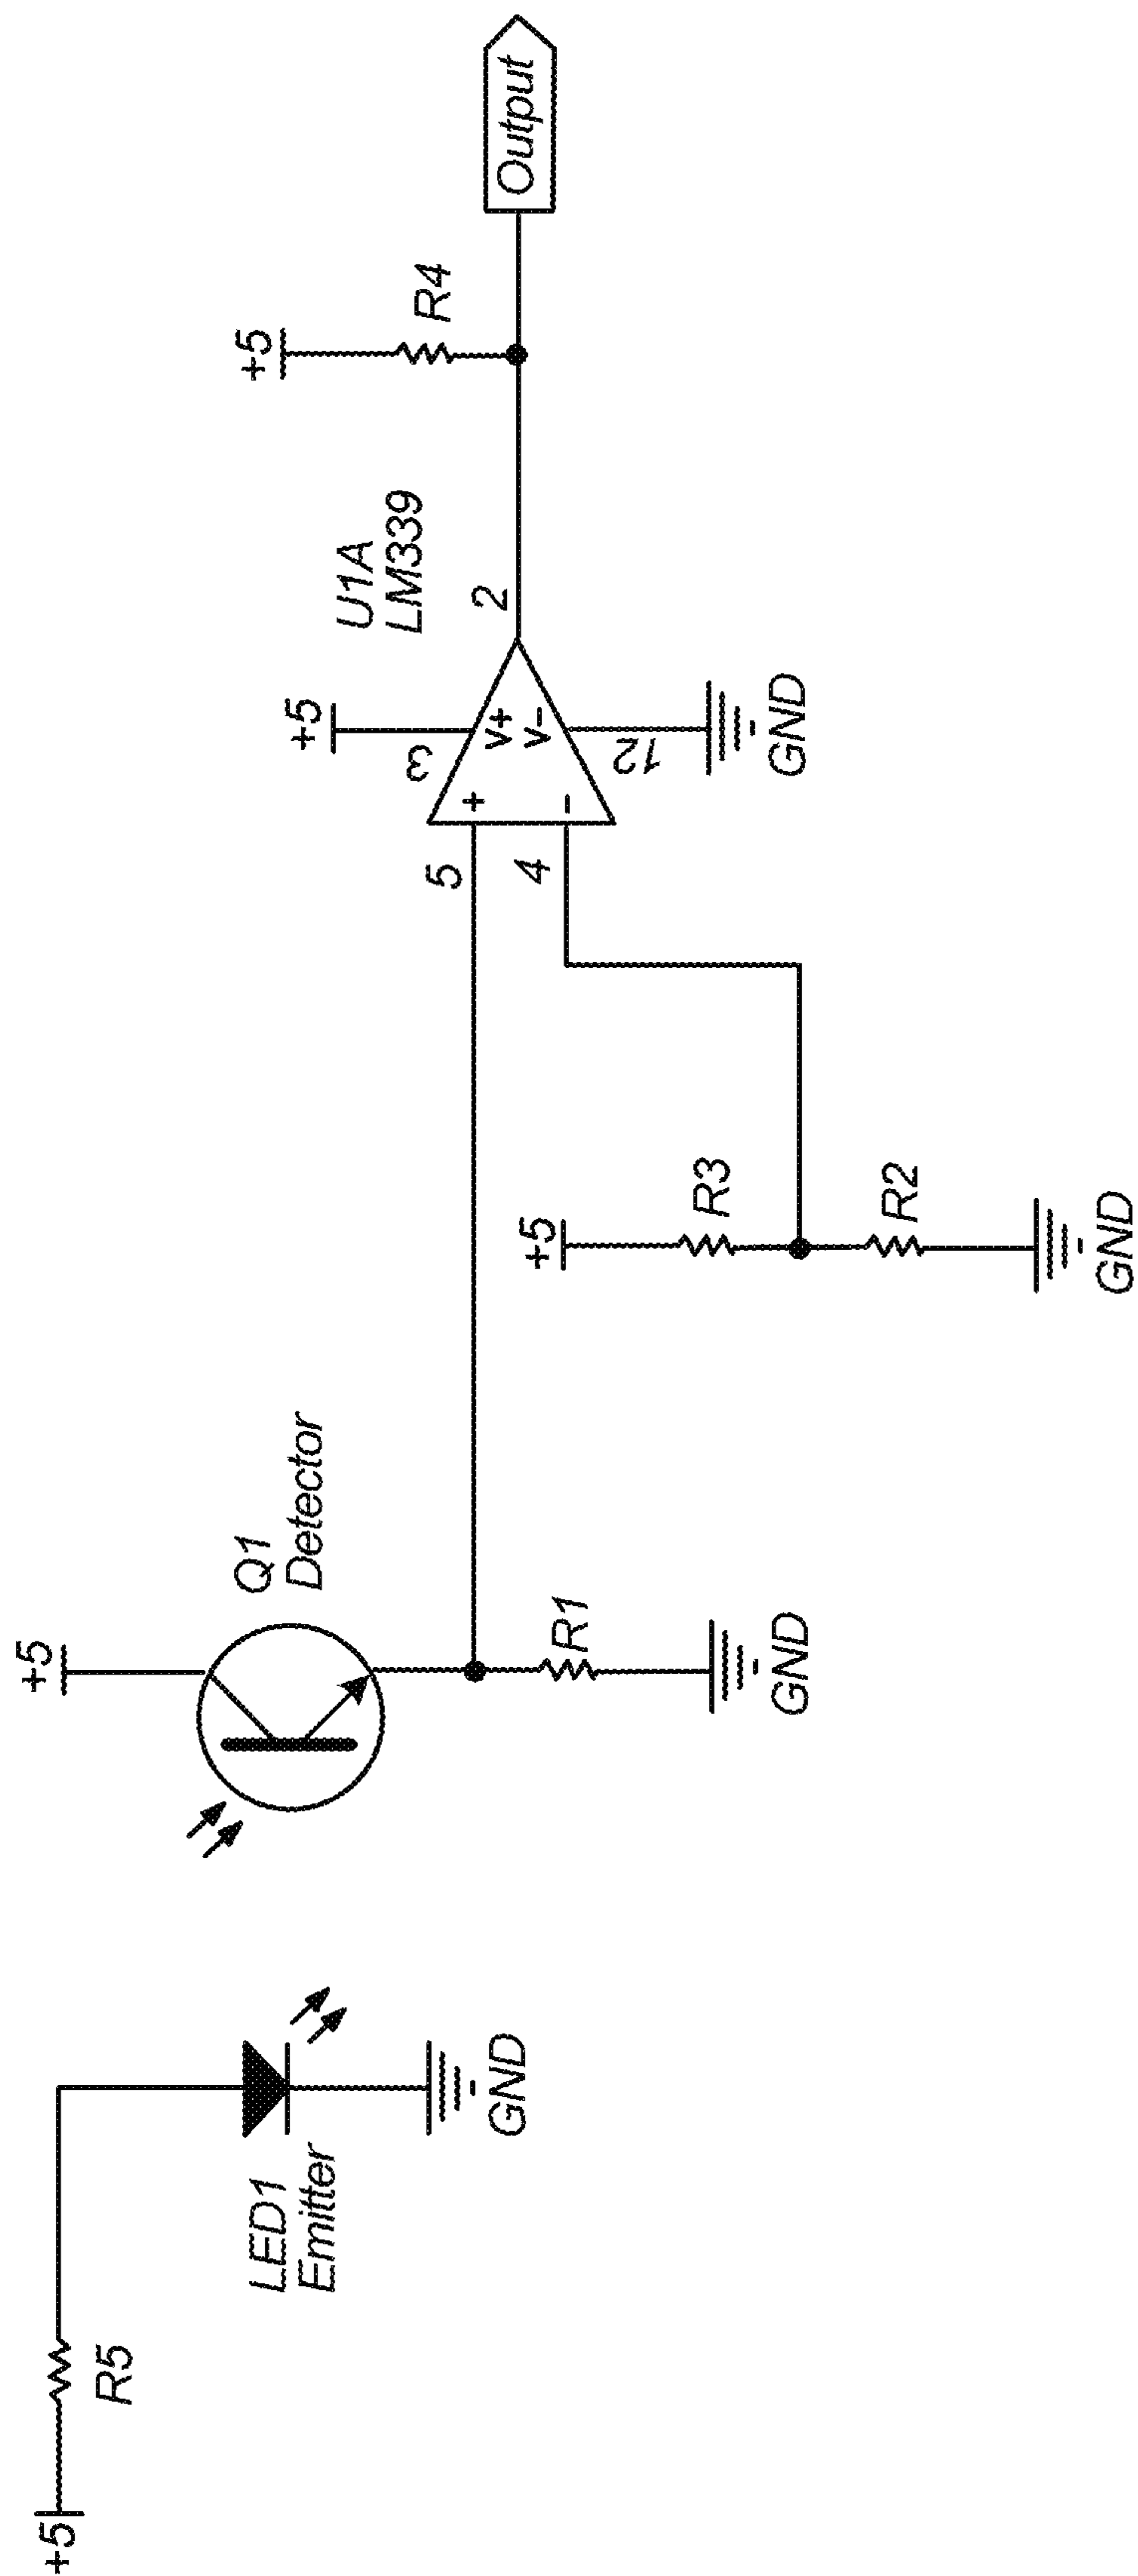 +5
R5
LED1
Emitter
GND
+5
Q1
Detector
R1
GND
+5
R3
R2
GND
5
4
+
-
+5
3
V+
V-
12
GND
U1A
LM339
2
+5
R4
Output